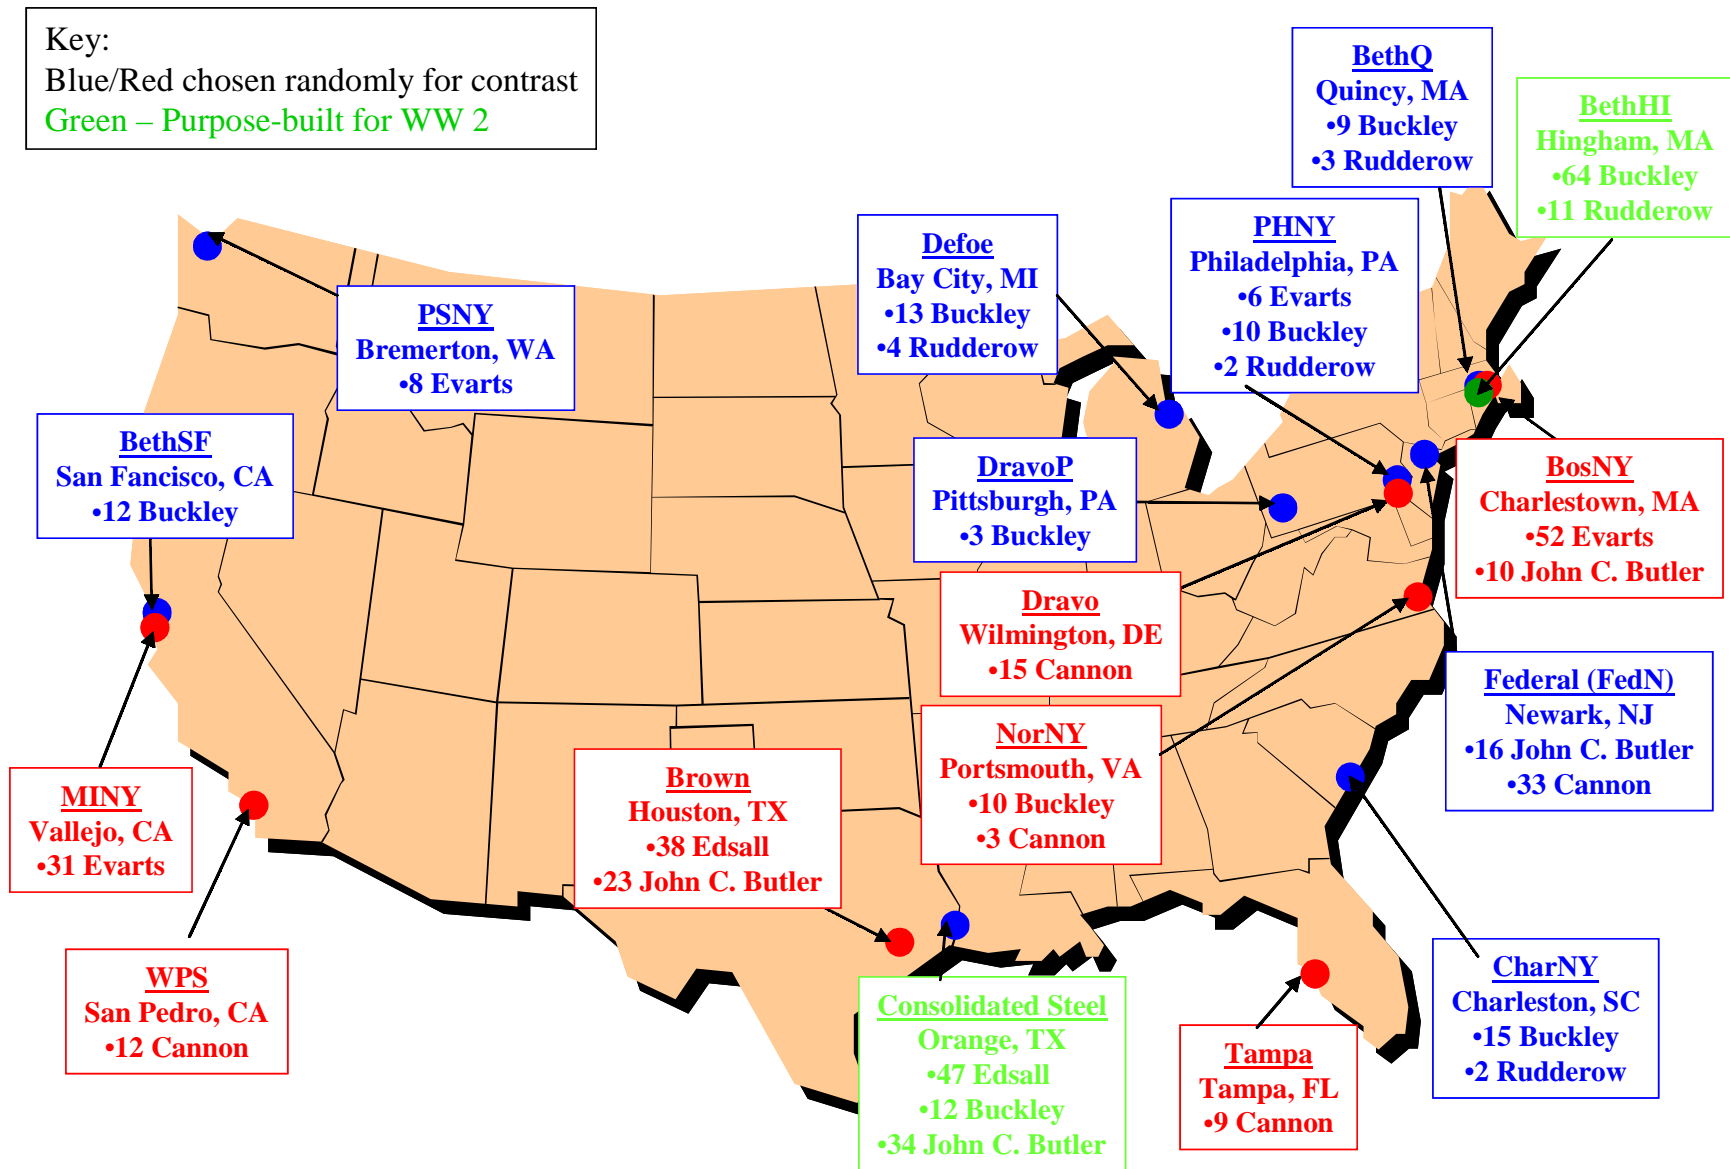 Key:
Blue/Red chosen randomly for contrast
Green – Purpose-built for WW 2
BethQ
Quincy, MA
•9 Buckley
•3 Rudderow
BethHI
Hingham, MA
•64 Buckley
•11 Rudderow
Defoe
Bay City, MI
•13 Buckley
•4 Rudderow
PHNY
Philadelphia, PA
•6 Evarts
•10 Buckley
•2 Rudderow
PSNY
Bremerton, WA
•8 Evarts
BethSF
San Fancisco, CA
•12 Buckley
DravoP
Pittsburgh, PA
•3 Buckley
BosNY
Charlestown, MA
•52 Evarts
•10 John C. Butler
Dravo
Wilmington, DE
•15 Cannon
Federal (FedN)
Newark, NJ
•16 John C. Butler
•33 Cannon
NorNY
Portsmouth, VA
•10 Buckley
•3 Cannon
Brown
Houston, TX
•38 Edsall
•23 John C. Butler
MINY
Vallejo, CA
•31 Evarts
WPS
San Pedro, CA
•12 Cannon
Consolidated Steel
Orange, TX
•47 Edsall
•12 Buckley
•34 John C. Butler
Tampa
Tampa, FL
•9 Cannon
CharNY
Charleston, SC
•15 Buckley
•2 Rudderow